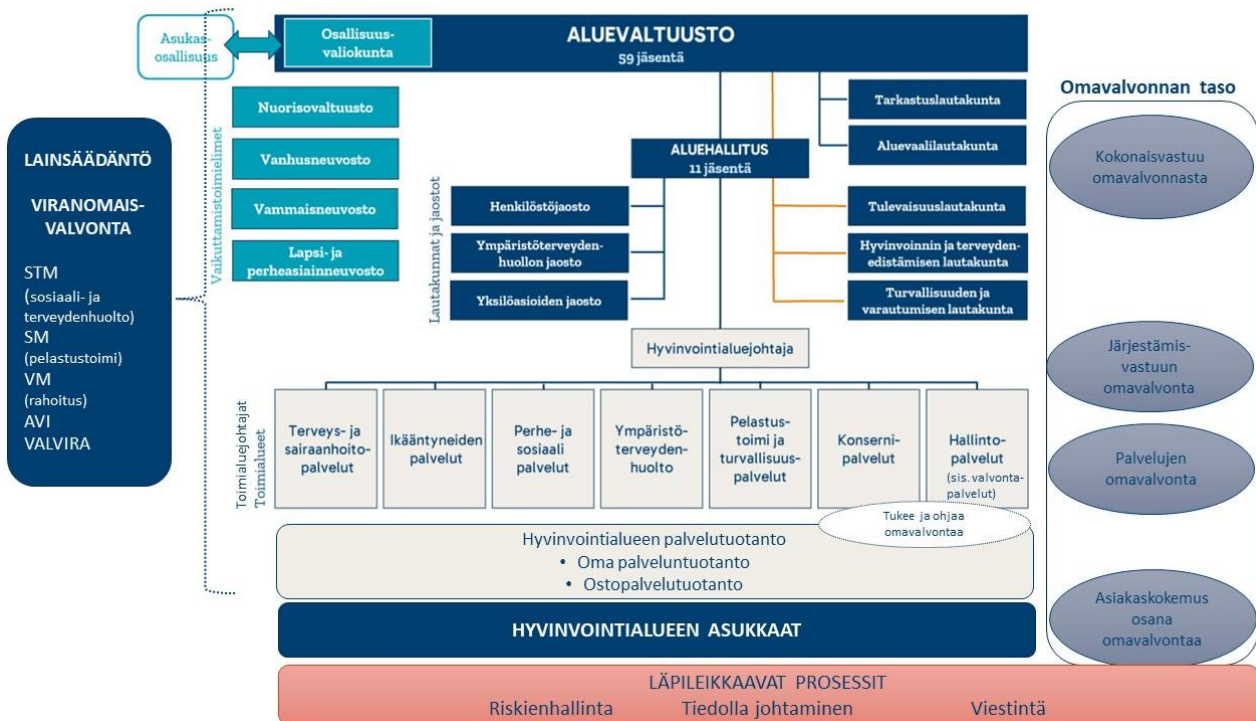 Asukas-
osallisuus
Osallisuus-
valiokunta
ALUEVALTUUSTO
59 jäsentä
Omavalvonnan taso
LAINSÄÄDÄNTÖ
VIRANOMAIS-
VALVONTA
STM
(sosiaali- ja
terveydenhuolto)
SM
(pelastustoimi)
VM
(rahoitus)
AVI
VALVIRA
Vaikuttamistoimielimet
Nuorisovaltuusto
Vanhusneuvosto
Vammaisneuvosto
Lapsi- ja
perheasiainneuvosto
Tarkastuslautakunta
Aluevaalilautakunta
ALUEHALLITUS
11 jäsentä
Lautakunnat ja jaostot
Henkilöstöjaosto
Ympäristöterveyden-
huollon jaosto
Yksilöasioiden jaosto
Tulevaisuuslautakunta
Hyvinvoinnin ja terveyden-
edistämisen lautakunta
Turvallisuuden ja
varautumisen lautakunta
Hyvinvointialuejohtaja
Toimialuejohtajat
Toimialueet
Terveys- ja
sairaanhoito-
palvelut
Ikääntyneiden
palvelut
Perhe- ja
sosiaali
palvelut
Ympäristö-
terveyden-
huolto
Pelastus-
toimi ja
turvallisuus-
palvelut
Konserni-
palvelut
Hallinto-
palvelut
(sis. valvonta-
palvelut)
Tukee ja ohjaa
omavalvontaa
Hyvinvointialueen palvelutuotanto
• Oma palveluntuotanto
• Ostopalvelutuotanto
HYVINVOINTIALUEEN ASUKKAAT
Kokonaisvastuu
omavalvonnasta
Järjestämis-
vastuun
omavalvonta
Palvelujen
omavalvonta
Asiakaskokemus
osana
omavalvontaa
LÄPILEIKKAAVAT PROSESSIT
Riskienhallinta Tiedolla johtaminen Viestintä